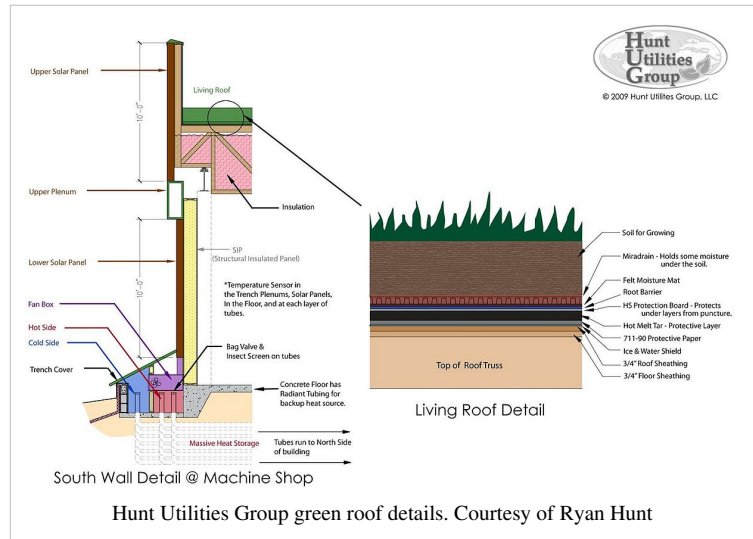 Hunt
Utilities
Group
© 2009 Hunt Utilites Group, LLC
Upper Solar Panel
10'-0"
Living Roof
Upper Plenum
Insulation
SIP
(Structural Insulated Panel)
Lower Solar Panel
10'-0"
*Temperature Sensor in
the Trench Plenums, Solar Panels,
In the Floor, and at each layer of
tubes.
Fan Box
Hot Side
Cold Side
Bag Valve &
Insect Screen on tubes
Trench Cover
Concrete Floor has
Radiant Tubing for
backup heat source.
Massive Heat Storage
Tubes run to North Side
of building
South Wall Detail @ Machine Shop
Soil for Growing
Miradrain - Holds some moisture
under the soil.
Felt Moisture Mat
Root Barrier
HS Protection Board - Protects
under layers from puncture.
Hot Melt Tar - Protective Layer
711-90 Protective Paper
Ice & Water Shield
3/4" Roof Sheathing
3/4" Floor Sheathing
Top of Roof Truss
Living Roof Detail
Hunt Utilities Group green roof details. Courtesy of Ryan Hunt